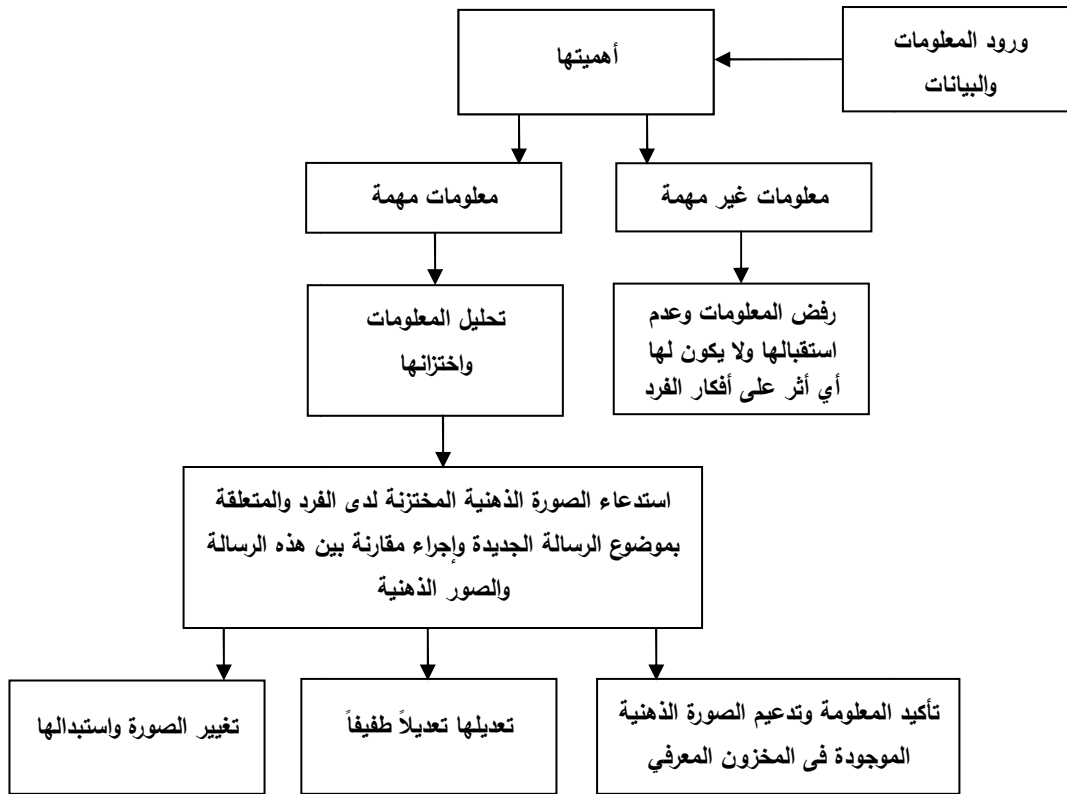 ورود المعلومات
والبيانات
أهميتها
معلومات غير مهمة
معلومات مهمة
رفض المعلومات وعدم
استقبالها ولا يكون لها
أي أثر على أفكار الفرد
تحليل المعلومات
واختزانها
استدعاء الصورة الذهنية المختزنة لدى الفرد والمتعلقة
بموضوع الرسالة الجديدة وإجراء مقارنة بين هذه الرسالة
والصور الذهنية
تأكيد المعلومة وتدعيم الصورة الذهنية
الموجودة فى المخزون المعرفي
تعديلها تعديلاً طفيفاً
تغيير الصورة واستبدالها